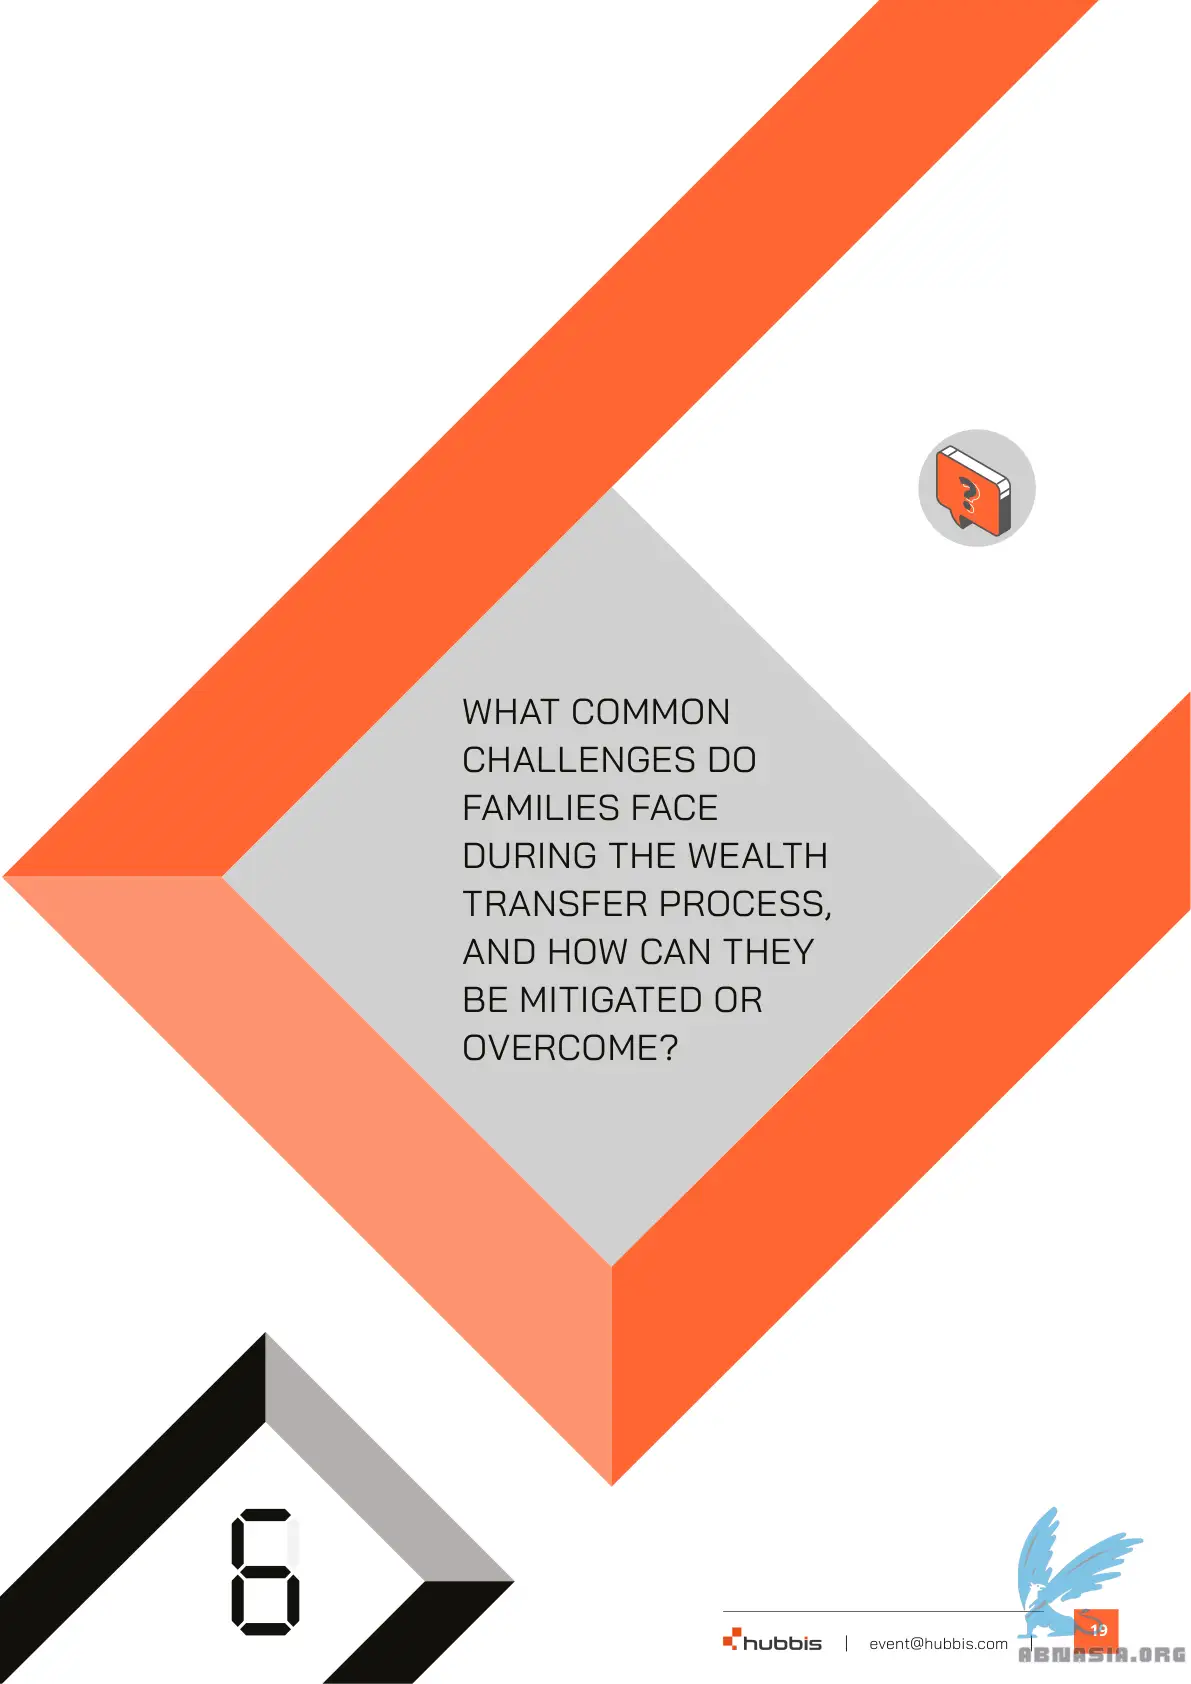 ?
WHAT COMMON
CHALLENGES DO
FAMILIES FACE
DURING THE WEALTH
TRANSFER PROCESS,
AND HOW CAN THEY
BE MITIGATED OR
OVERCOME?
6
hubbis | event@hubbis.com | 19
ABNASIA.ORG